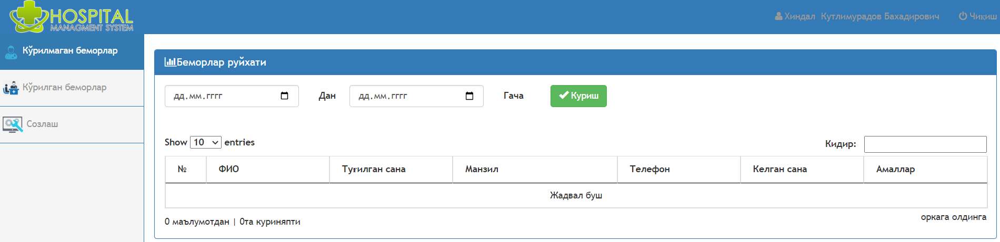 HOSPITAL
MANAGMENT SYSTEM
Хиндал Кутлимурадов Бахадирович Чиқиш
Кўрилмаган беморлар
Кўрилган беморлар
Созлаш
Беморлар руйхати
дд.мм.гггг Дан дд.мм.гггг Гача Куриш
Show 10 entries
Кидир:
№ ФИО Туғилган сана Манзил Телефон Келган сана Амаллар
Жадвал буш
0 маълумотдан | 0та куриняпти
оркага олдинга